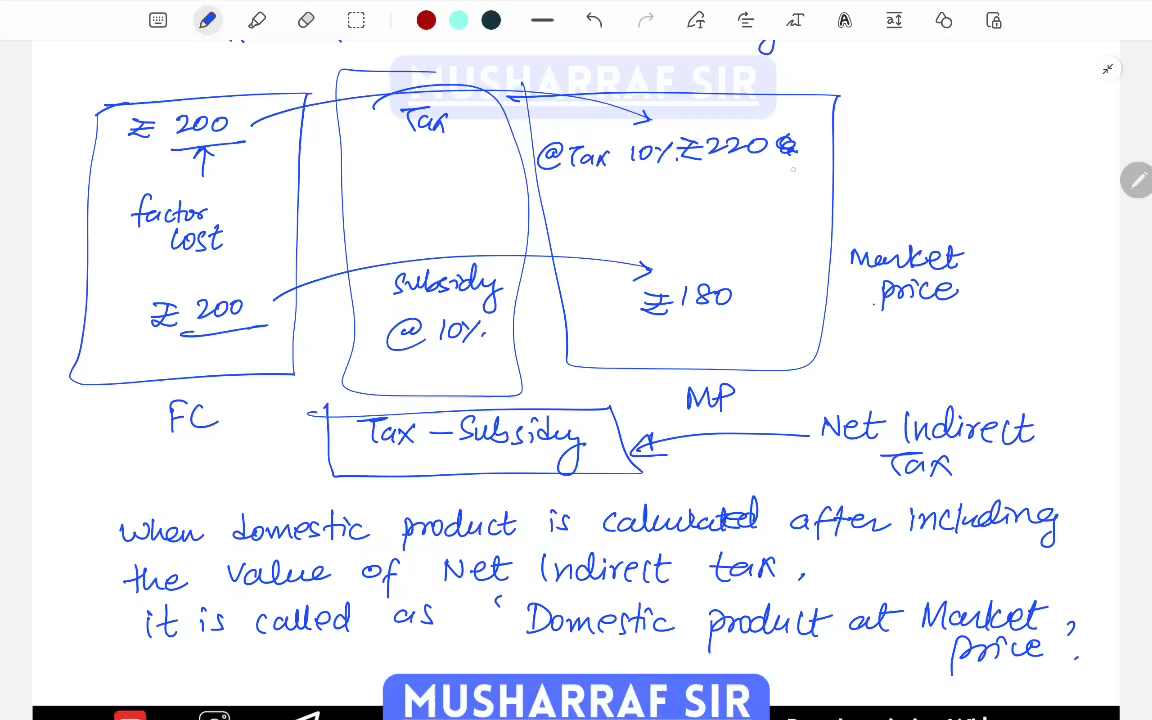 MUSHARRAF SIR
200
Tax
@ Tax 10% 220
factor
cost
Market
price
subsidy
@ 10%.
200
180
FC
MP
Tax - Subsidy
Net Indirect
Tax
when domestic product is calculated after including
the value of Net Indirect tax,
it is called as ‘ Domestic product at Market
price ’.
MUSHARRAF SIR